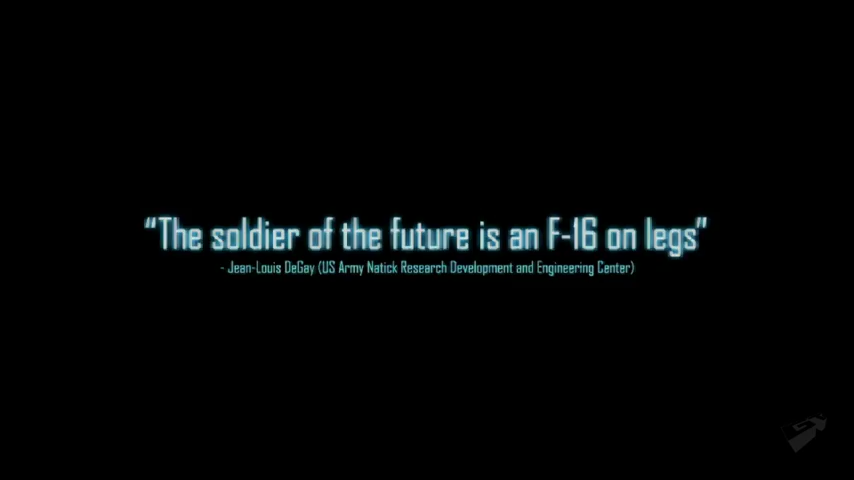 “The soldier of the future is an F-16 on legs”
- Jean-Louis DeGay (US Army Natick Research Development and Engineering Center)